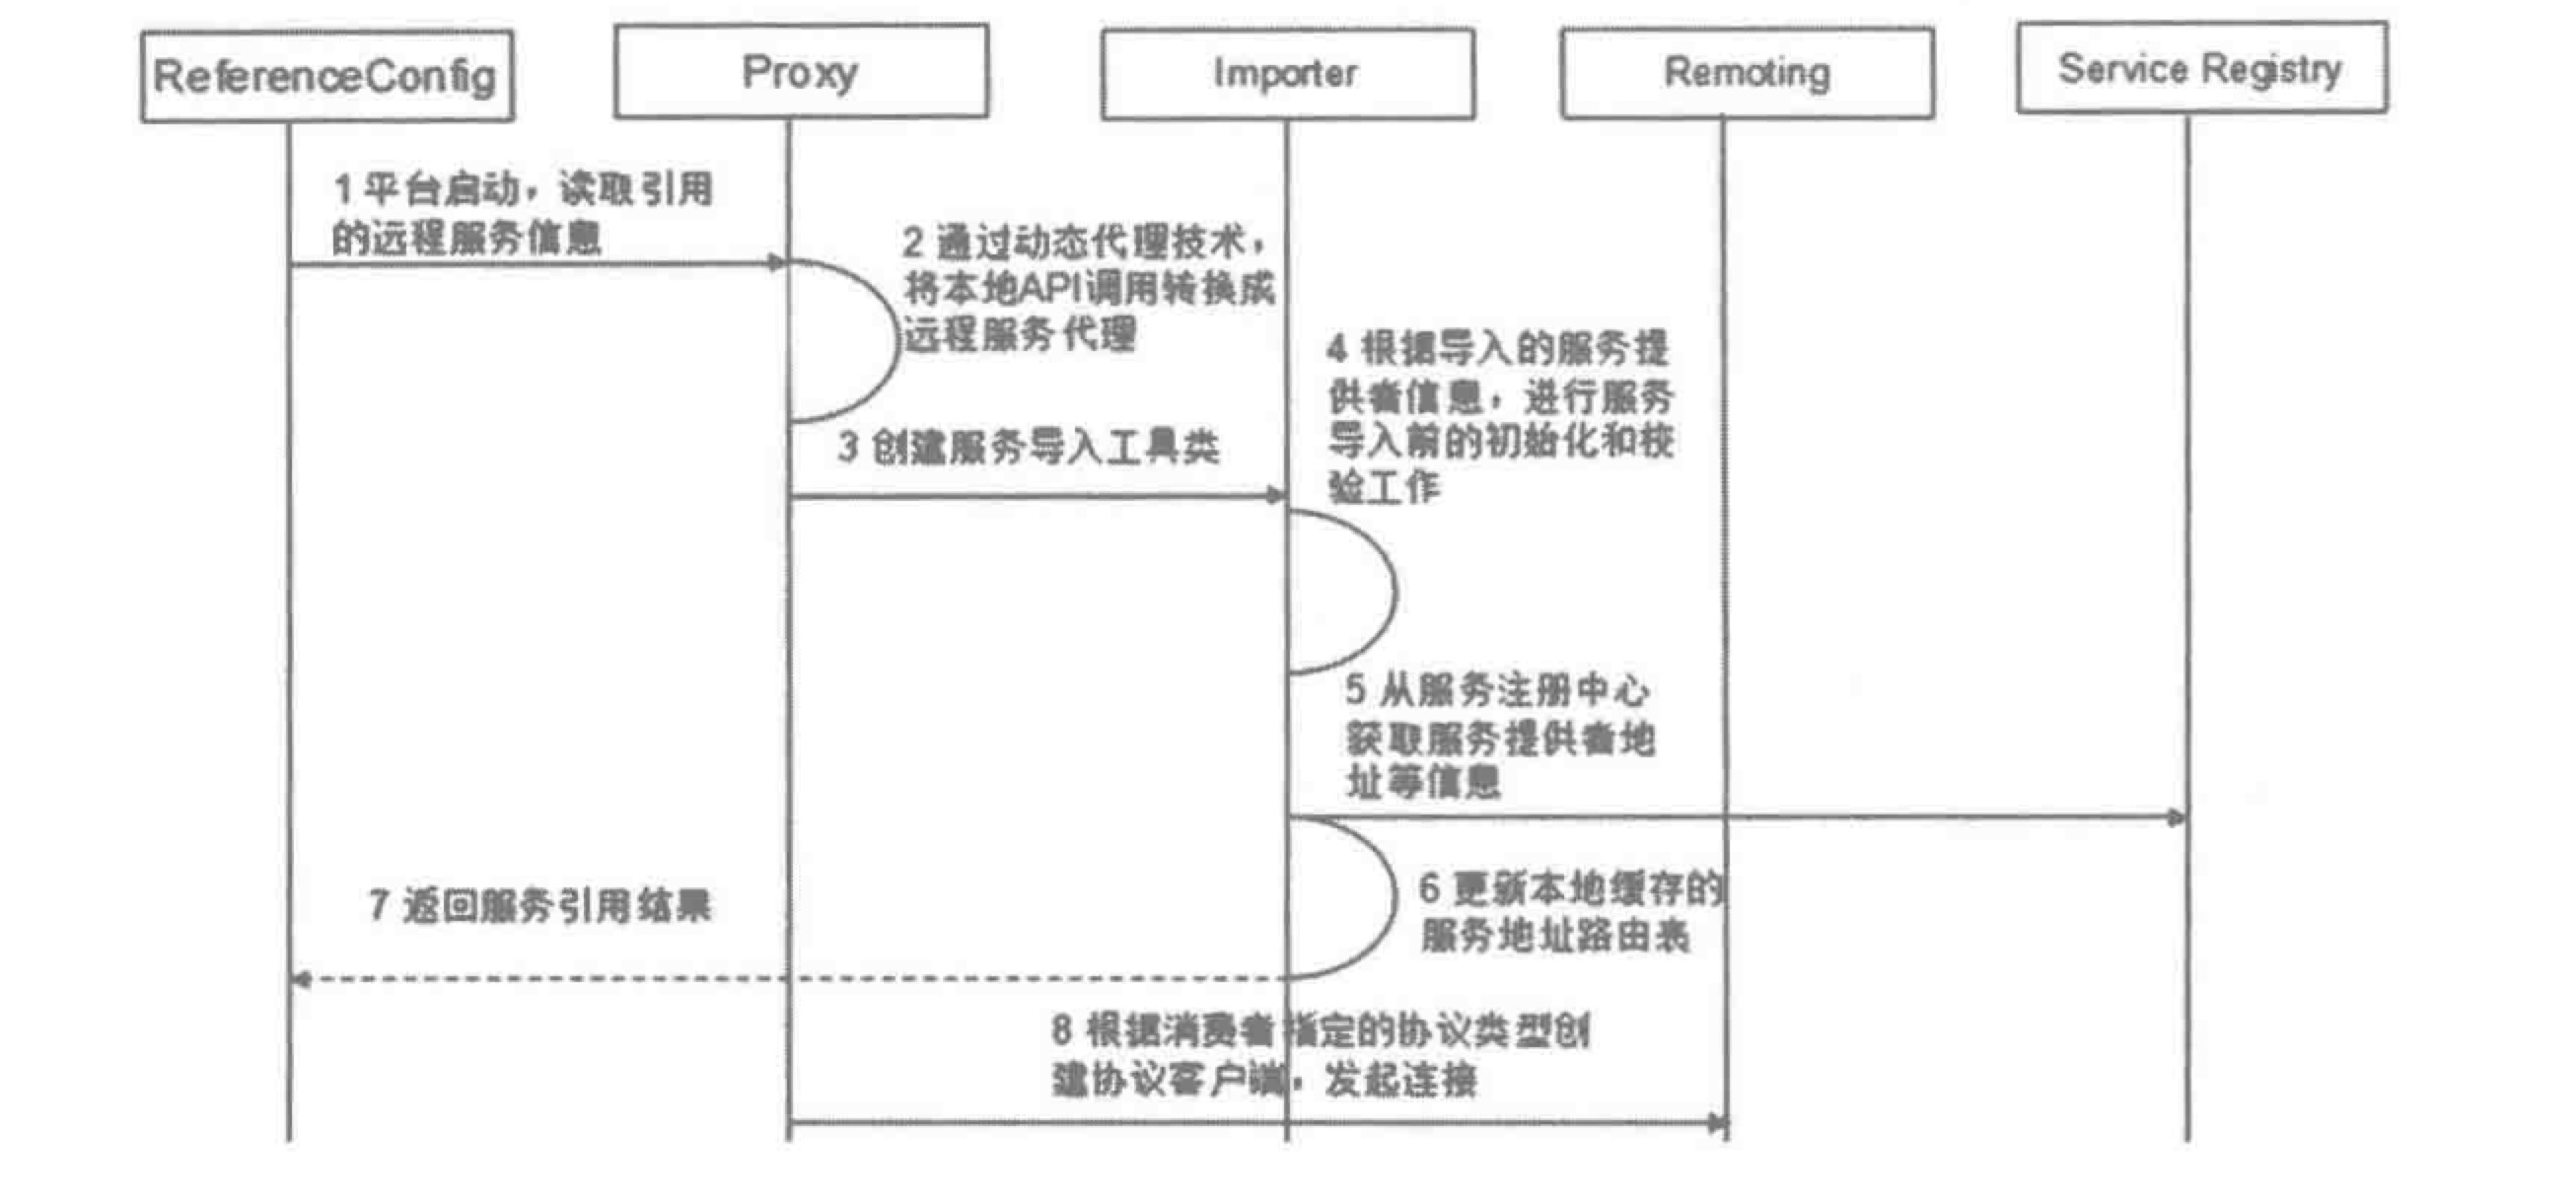 ReferenceConfig
Proxy
Importer
Remoting
Service Registry
1 平台启动，读取引用
的远程服务信息
2 通过动态代理技术，
将本地API调用转换成
远程服务代理
3 创建服务导入工具类
4 根据导入的服务提
供者信息，进行服务
导入前的初始化和校
验工作
5 从服务注册中心
获取服务提供者地
址等信息
6 更新本地缓存的
服务地址路由表
7 返回服务引用结果
8 根据消费者指定的协议类型创
建协议客户端，发起连接